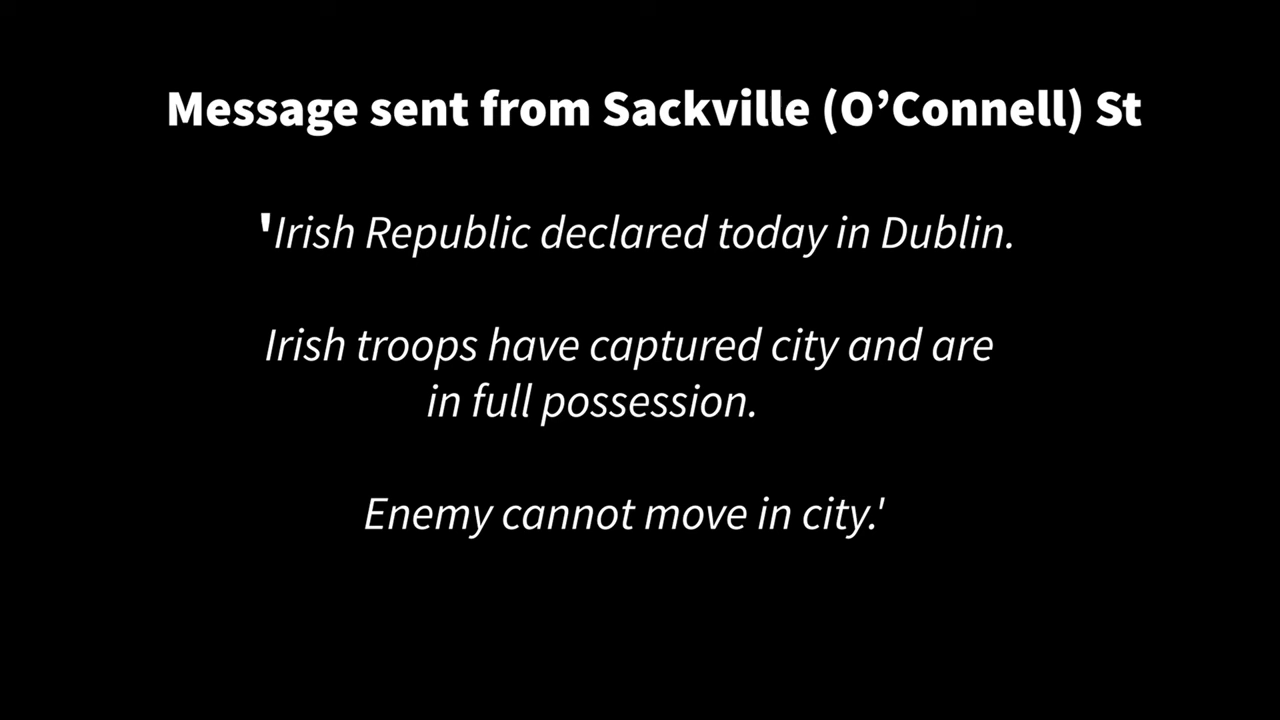 Message sent from Sackville (O’Connell) St
'Irish Republic declared today in Dublin.
Irish troops have captured city and are
in full possession.
Enemy cannot move in city.'